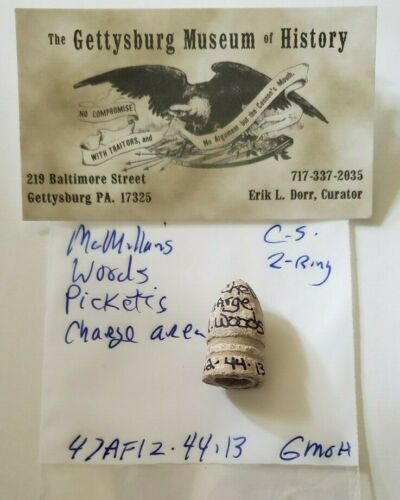 The Gettysburg Museum of History
NO COMPROMISE
WITH TRAITORS, and
No Argument but the Cannon's Mouth.
219 Baltimore Street
Gettysburg PA. 17325
717-337-2035
Erik L. Dorr, Curator
McMillans
Woods
Picketts
Charge area
C-S.
2-Ring
Woods
2-44-13
47AF12.44.13
GMOH